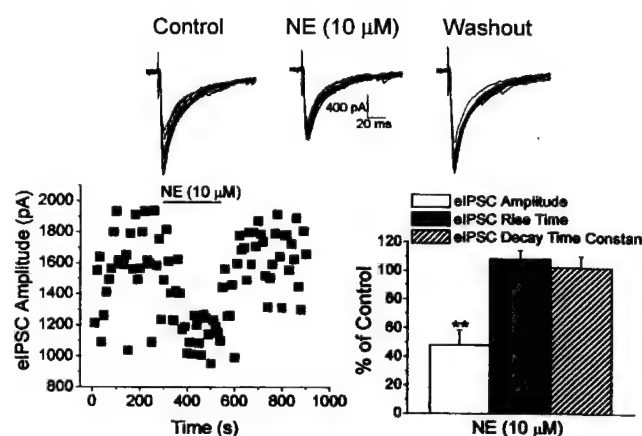 Control NE (10 µM) Washout
400 pA
20 ms
NE (10 µM)
eIPSC Amplitude (pA)
2000
1800
1600
1400
1200
1000
800
0 200 400 600 800 1000
Time (s)
eIPSC Amplitude
eIPSC Rise Time
eIPSC Decay Time Constan
% of Control
120
100
80
60
40
20
0
**
NE (10 µM)